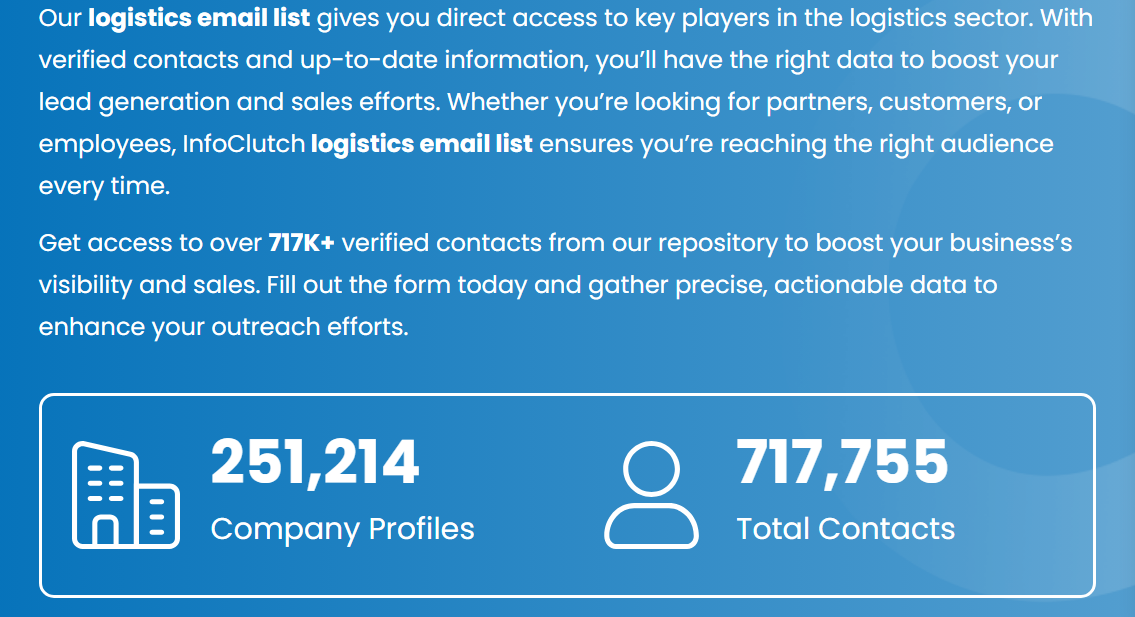 Our logistics email list gives you direct access to key players in the logistics sector. With
verified contacts and up-to-date information, you’ll have the right data to boost your
lead generation and sales efforts. Whether you’re looking for partners, customers, or
employees, InfoClutch logistics email list ensures you’re reaching the right audience
every time.
Get access to over 717K+ verified contacts from our repository to boost your business’s
visibility and sales. Fill out the form today and gather precise, actionable data to
enhance your outreach efforts.
251,214
Company Profiles
717,755
Total Contacts